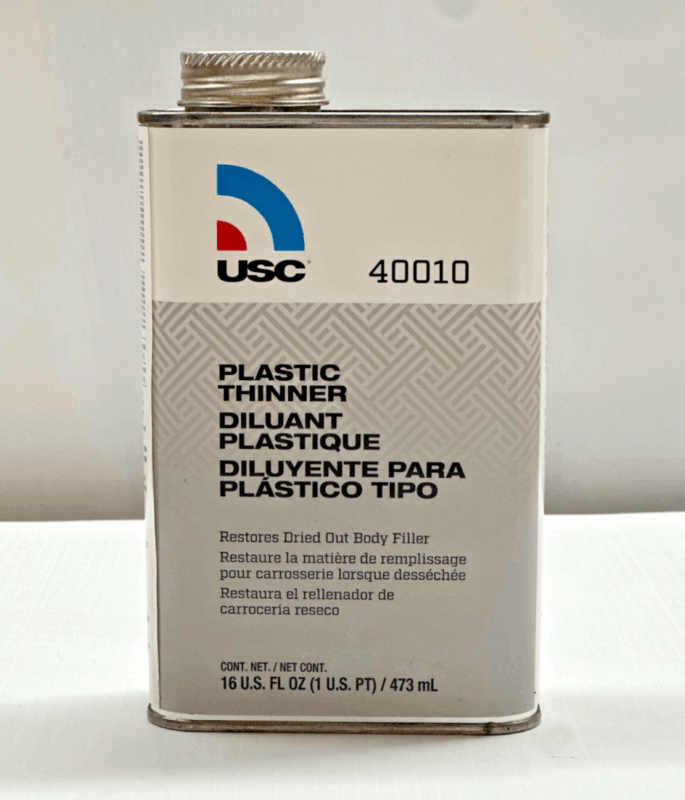 USC
40010
PLASTIC
THINNER
DILUANT
PLASTIQUE
DILUYENTE PARA
PLÁSTICO TIPO
Restores Dried Out Body Filler
Restaure la matière de remplissage
pour carrosserie lorsque desséchée
Restaura el rellenador de
carrocería reseco
CONT. NET. / NET CONT.
16 U.S. FL OZ (1 U.S. PT) / 473 mL